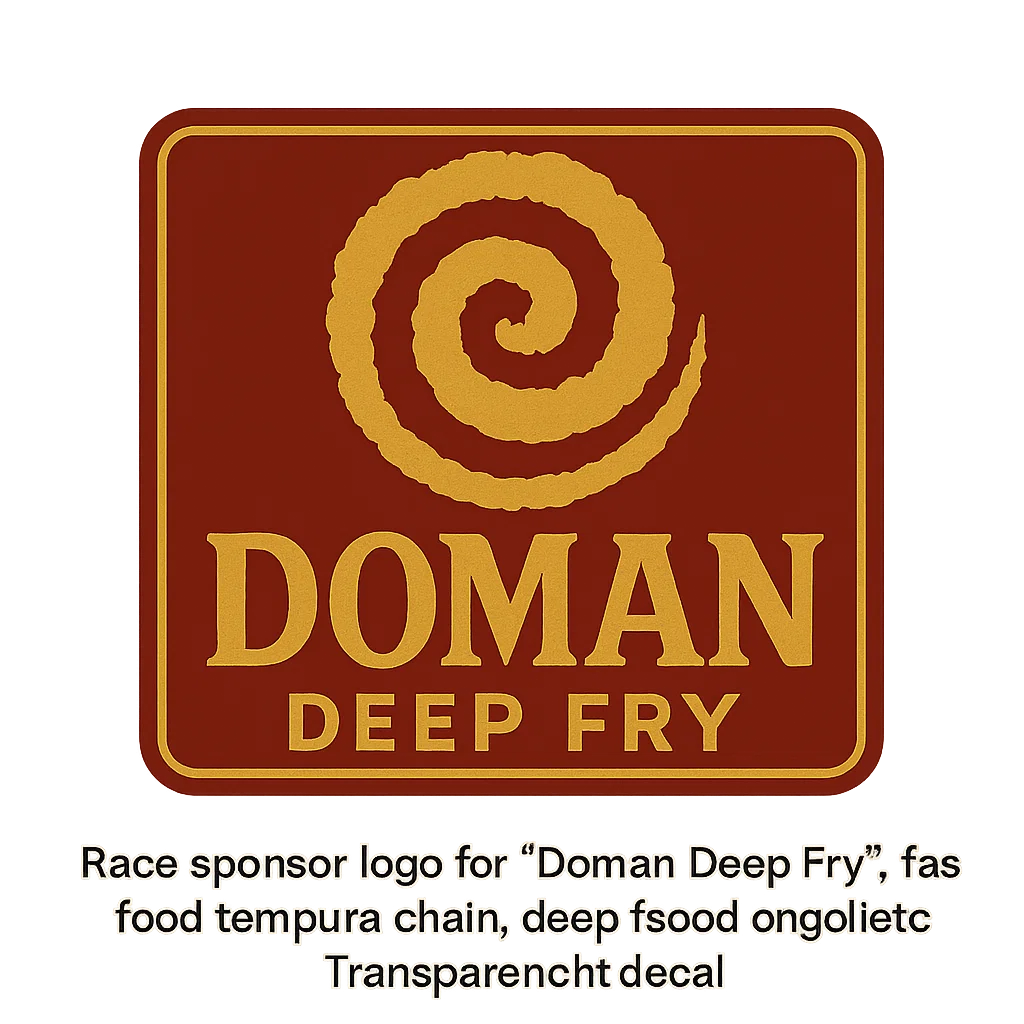 DOMAN
DEEP FRY
Race sponsor logo for “Doman Deep Fry”, fas
food tempura chain, deep fsood ongolietc
Transparencht decal